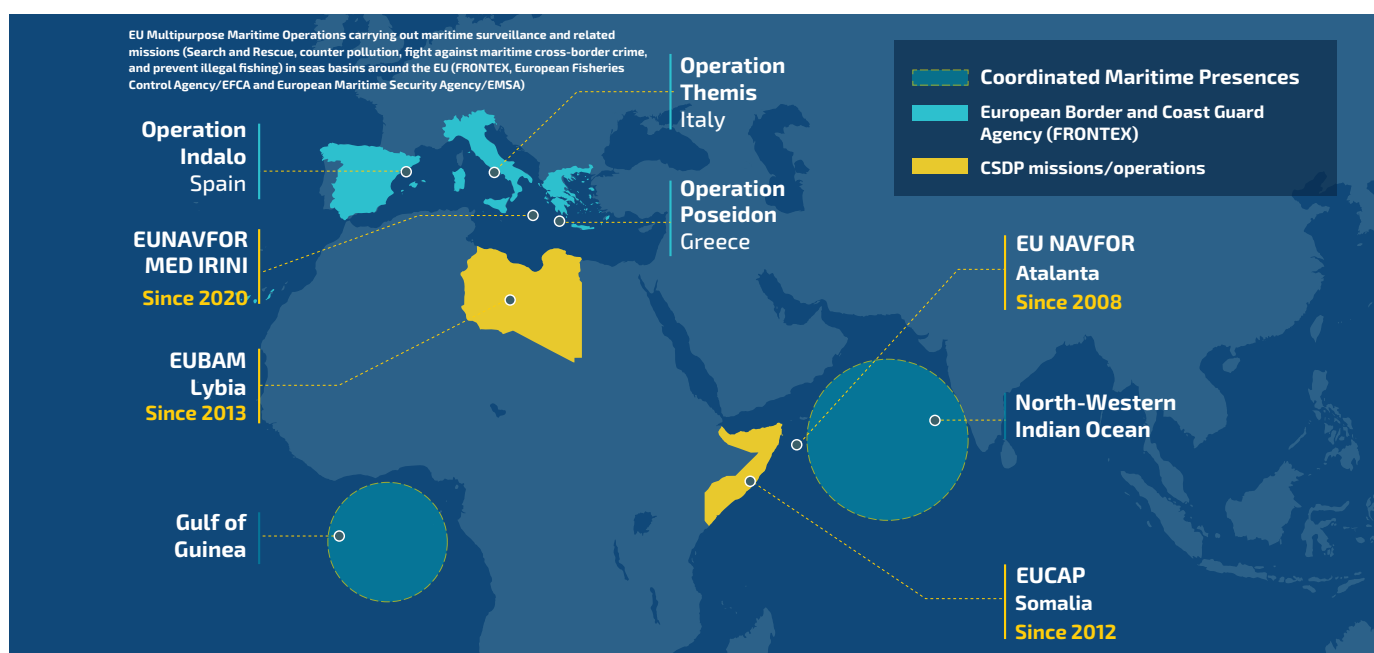 EU Multipurpose Maritime Operations carrying out maritime surveillance and related
missions (Search and Rescue, counter pollution, fight against maritime cross-border crime,
and prevent illegal fishing) in seas basins around the EU (FRONTEX, European Fisheries
Control Agency/EFCA and European Maritime Security Agency/EMSA)
Operation
Themis
Italy
Coordinated Maritime Presences
European Border and Coast Guard
Agency (FRONTEX)
CSDP missions/operations
Operation
Indalo
Spain
Operation
Poseidon
Greece
EUNAVFOR
MED IRINI
Since 2020
EU NAVFOR
Atalanta
Since 2008
EUBAM
Lybia
Since 2013
North-Western
Indian Ocean
Gulf of
Guinea
EUCAP
Somalia
Since 2012